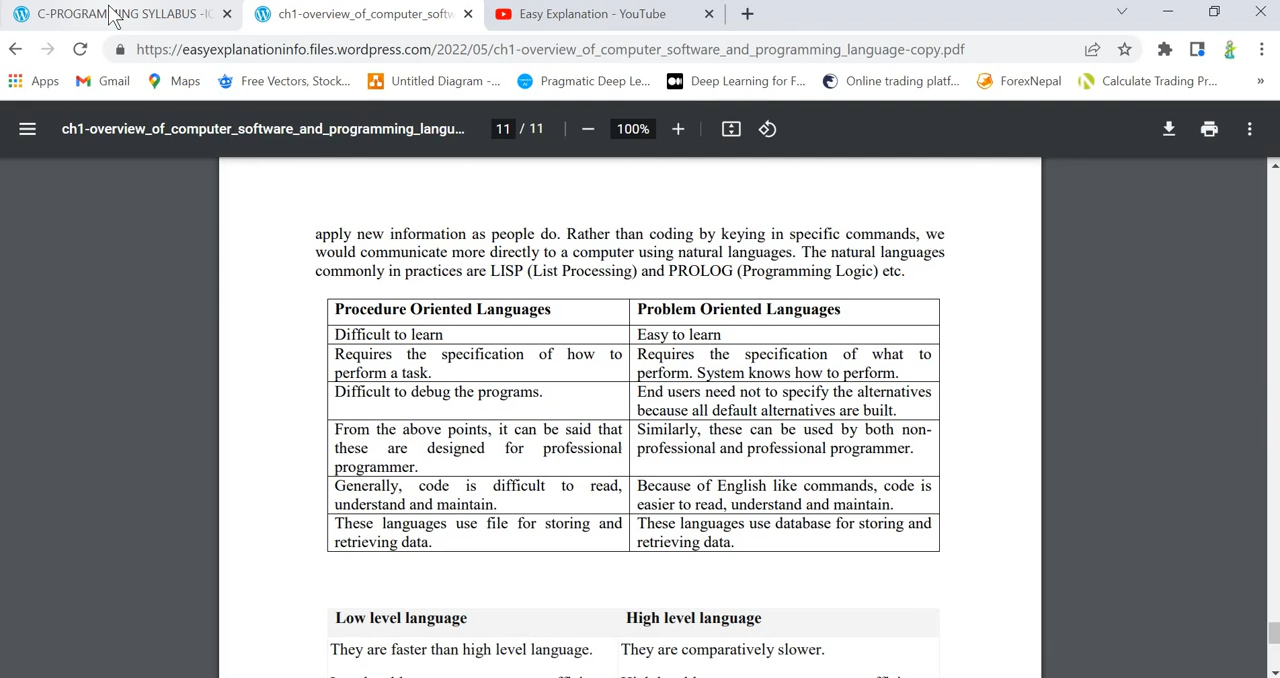 C-PROGRAMMING SYLLABUS -IO
ch1-overview_of_computer_softw
Easy Explanation - YouTube
https://easyexplanationinfo.files.wordpress.com/2022/05/ch1-overview_of_computer_software_and_programming_language-copy.pdf
Apps
Gmail
Maps
Free Vectors, Stock...
Untitled Diagram -...
Pragmatic Deep Le...
Deep Learning for F...
Online trading platf...
ForexNepal
Calculate Trading Pr...
»
ch1-overview_of_computer_software_and_programming_langu...
11 / 11
100%
apply new information as people do. Rather than coding by keying in specific commands, we
would communicate more directly to a computer using natural languages. The natural languages
commonly in practices are LISP (List Processing) and PROLOG (Programming Logic) etc.
Procedure Oriented Languages
Problem Oriented Languages
Difficult to learn
Easy to learn
Requires the specification of how to
perform a task.
Requires the specification of what to
perform. System knows how to perform.
Difficult to debug the programs.
End users need not to specify the alternatives
because all default alternatives are built.
From the above points, it can be said that
these are designed for professional
programmer.
Similarly, these can be used by both non-
professional and professional programmer.
Generally, code is difficult to read,
understand and maintain.
Because of English like commands, code is
easier to read, understand and maintain.
These languages use file for storing and
retrieving data.
These languages use database for storing and
retrieving data.
Low level language
High level language
They are faster than high level language.
They are comparatively slower.